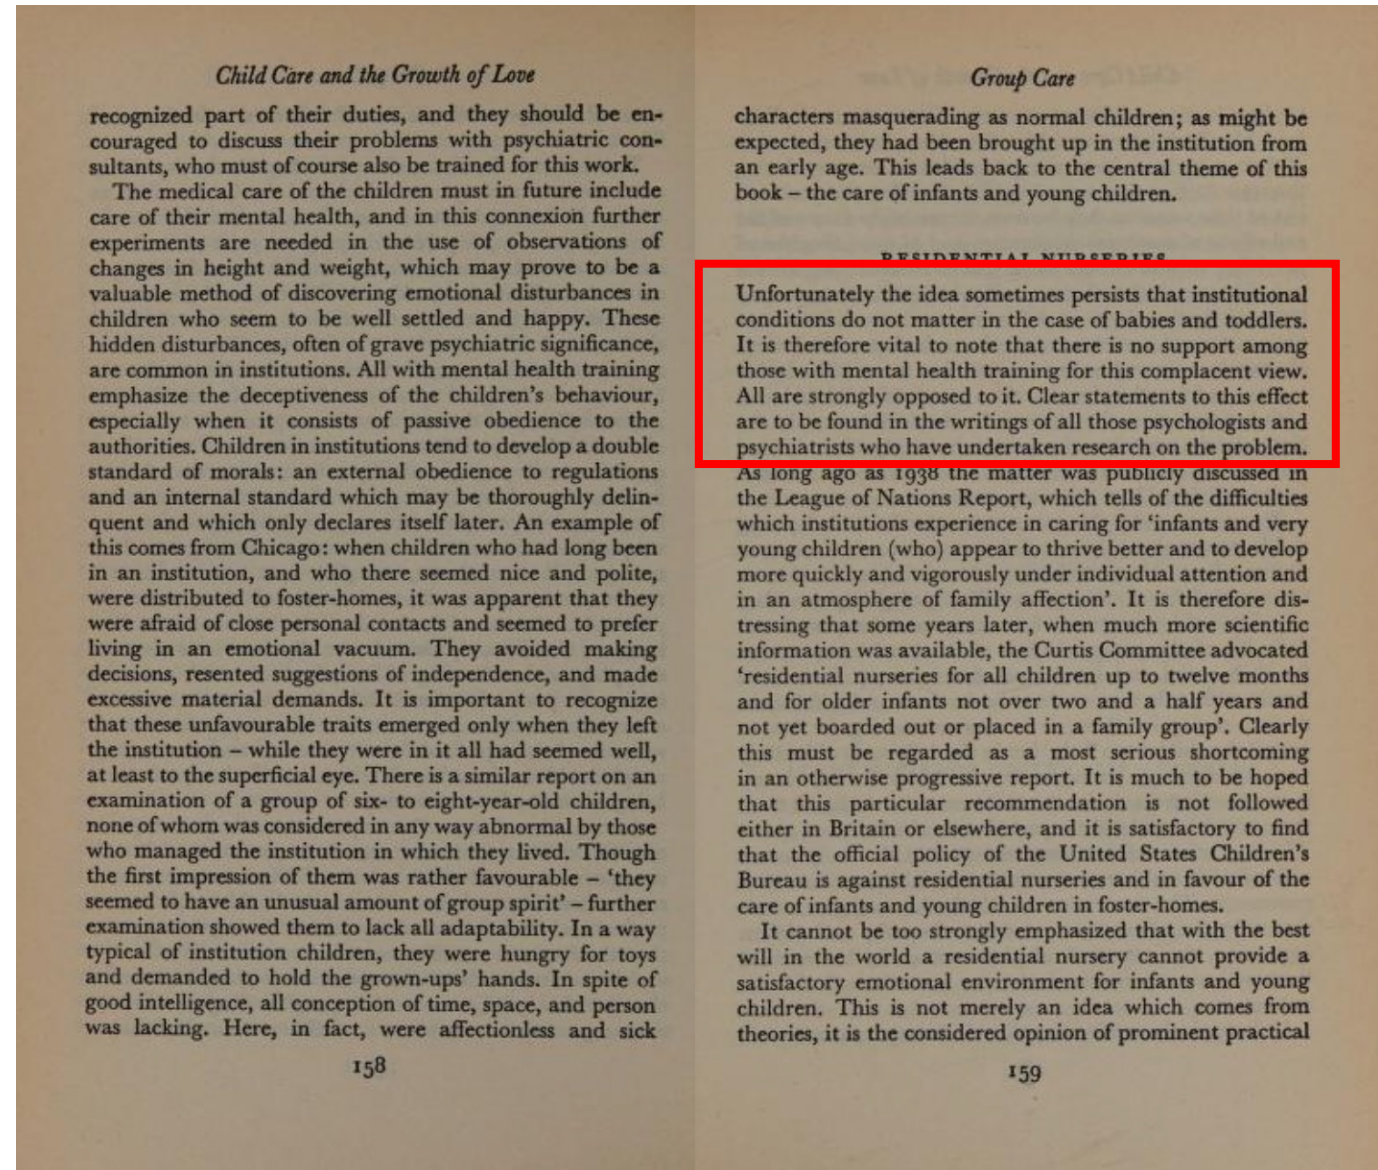 Child Care and the Growth of Love
recognized part of their duties, and they should be en-
couraged to discuss their problems with psychiatric con-
sultants, who must of course also be trained for this work.
The medical care of the children must in future include
care of their mental health, and in this connexion further
experiments are needed in the use of observations of
changes in height and weight, which may prove to be a
valuable method of discovering emotional disturbances in
children who seem to be well settled and happy. These
hidden disturbances, often of grave psychiatric significance,
are common in institutions. All with mental health training
emphasize the deceptiveness of the children's behaviour,
especially when it consists of passive obedience to the
authorities. Children in institutions tend to develop a double
standard of morals: an external obedience to regulations
and an internal standard which may be thoroughly delin-
quent and which only declares itself later. An example of
this comes from Chicago: when children who had long been
in an institution, and who there seemed nice and polite,
were distributed to foster-homes, it was apparent that they
were afraid of close personal contacts and seemed to prefer
living in an emotional vacuum. They avoided making
decisions, resented suggestions of independence, and made
excessive material demands. It is important to recognize
that these unfavourable traits emerged only when they left
the institution – while they were in it all had seemed well,
at least to the superficial eye. There is a similar report on an
examination of a group of six- to eight-year-old children,
none of whom was considered in any way abnormal by those
who managed the institution in which they lived. Though
the first impression of them was rather favourable – 'they
seemed to have an unusual amount of group spirit' – further
examination showed them to lack all adaptability. In a way
typical of institution children, they were hungry for toys
and demanded to hold the grown-ups' hands. In spite of
good intelligence, all conception of time, space, and person
was lacking. Here, in fact, were affectionless and sick
158
Group Care
characters masquerading as normal children; as might be
expected, they had been brought up in the institution from
an early age. This leads back to the central theme of this
book – the care of infants and young children.
RESIDENTIAL NURSERIES
Unfortunately the idea sometimes persists that institutional
conditions do not matter in the case of babies and toddlers.
It is therefore vital to note that there is no support among
those with mental health training for this complacent view.
All are strongly opposed to it. Clear statements to this effect
are to be found in the writings of all those psychologists and
psychiatrists who have undertaken research on the problem.
As long ago as 1938 the matter was publicly discussed in
the League of Nations Report, which tells of the difficulties
which institutions experience in caring for 'infants and very
young children (who) appear to thrive better and to develop
more quickly and vigorously under individual attention and
in an atmosphere of family affection'. It is therefore dis-
tressing that some years later, when much more scientific
information was available, the Curtis Committee advocated
'residential nurseries for all children up to twelve months
and for older infants not over two and a half years and
not yet boarded out or placed in a family group'. Clearly
this must be regarded as a most serious shortcoming
in an otherwise progressive report. It is much to be hoped
that this particular recommendation is not followed
either in Britain or elsewhere, and it is satisfactory to find
that the official policy of the United States Children's
Bureau is against residential nurseries and in favour of the
care of infants and young children in foster-homes.
It cannot be too strongly emphasized that with the best
will in the world a residential nursery cannot provide a
satisfactory emotional environment for infants and young
children. This is not merely an idea which comes from
theories, it is the considered opinion of prominent practical
159